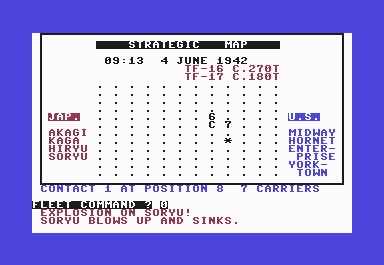 STRATEGIC MAP
09:13 4 JUNE 1942
TF-16 C.270T
TF-17 C.180T
6
JAP. U.S.
C 7
AKAGI MIDWAY
KAGA * HORNET
HIRYU ENTER-
SORYU PRISE
YORK-
TOWN
CONTACT 1 AT POSITION 8 7 CARRIERS
FLEET COMMAND ? 0
EXPLOSION ON SORYU!
SORYU BLOWS UP AND SINKS.